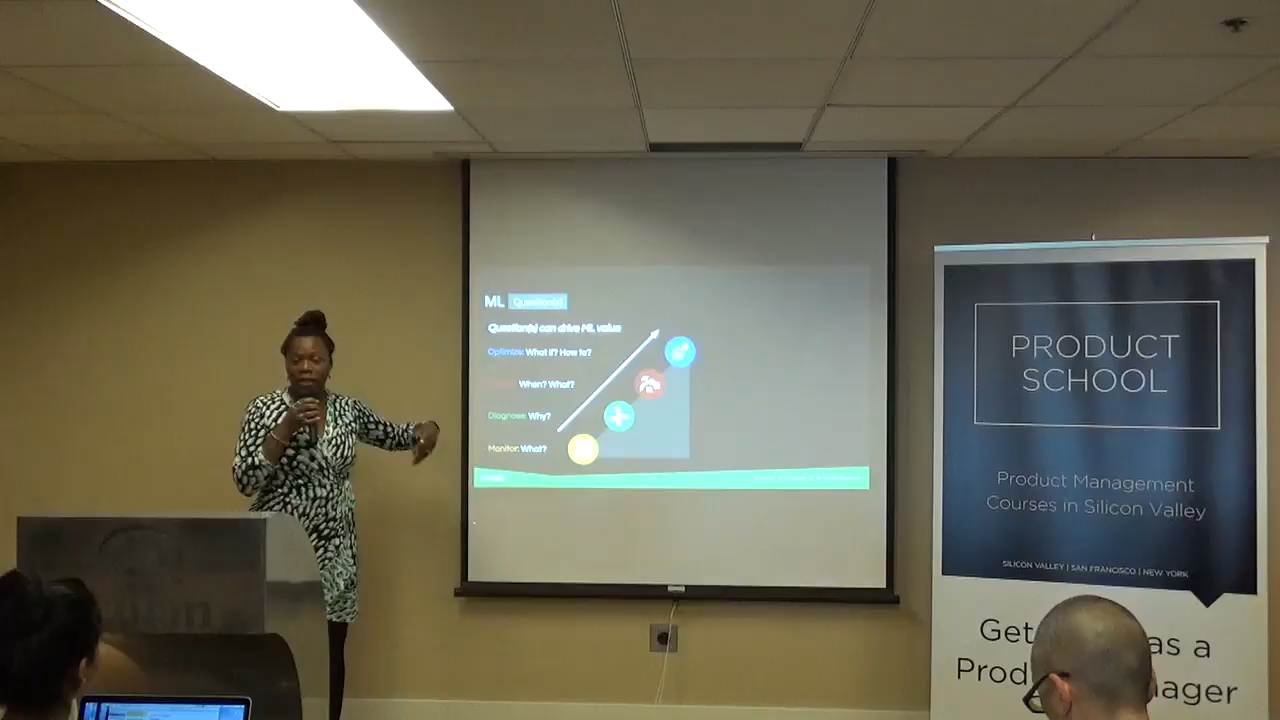 ML Question(s)
Question(s) can drive ML value
Optimize: What if? How to?
When? What?
Diagnose: Why?
Monitor: What?
PRODUCT
SCHOOL
Product Management
Courses in Silicon Valley
SILICON VALLEY | SAN FRANCISCO | NEW YORK
Get as a
Prod ager